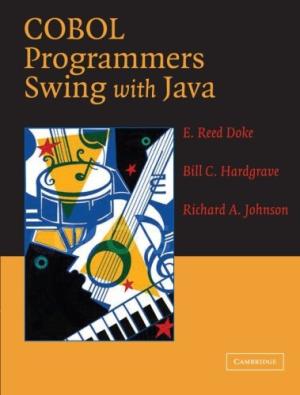 COBOL
Programmers
Swing with Java
E. Reed Doke
Bill C. Hardgrave
Richard A. Johnson
CAMBRIDGE